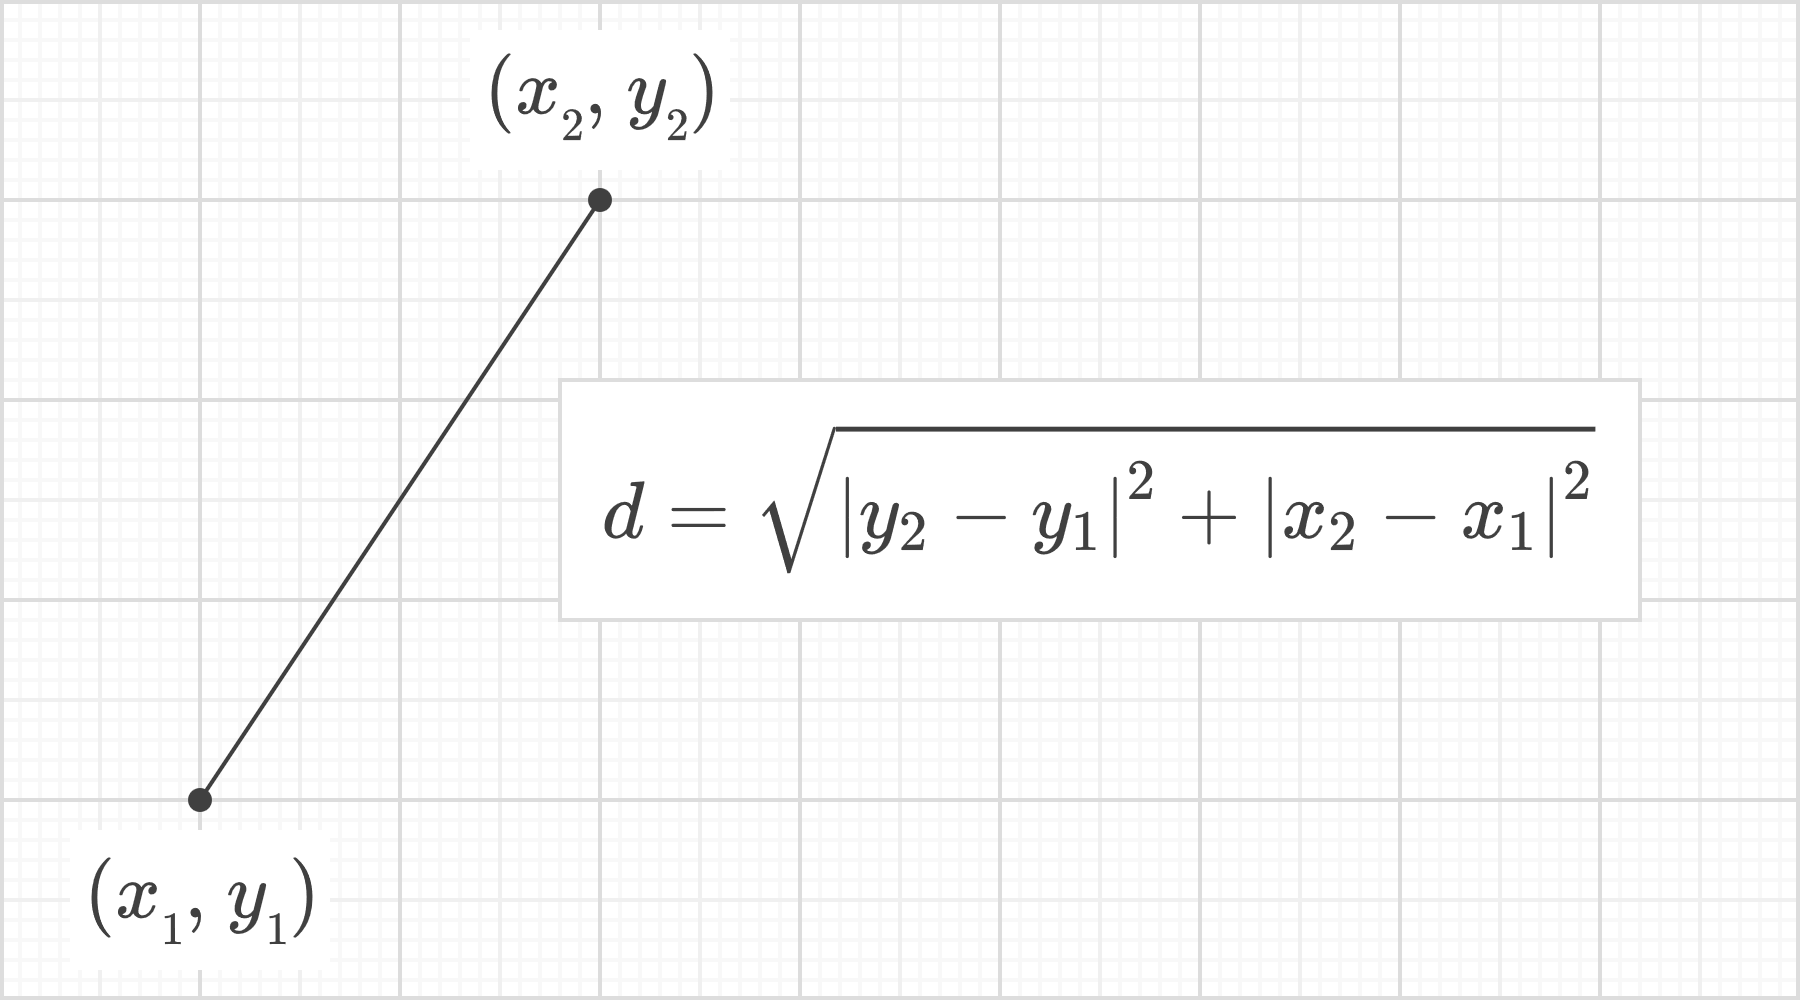 (x₂, y₂)
d = √(|y₂ − y₁|² + |x₂ − x₁|²)
(x₁, y₁)